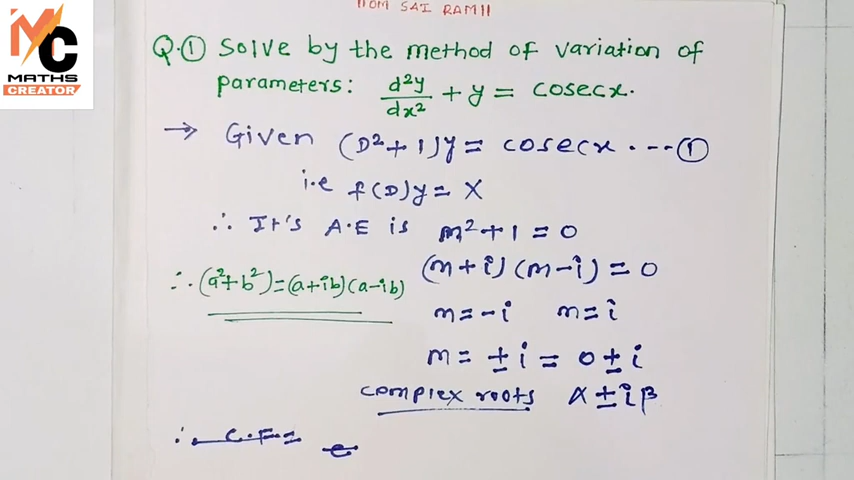 MC
MATHS
CREATOR
||OM SAI RAM||
Q.① Solve by the method of variation of
parameters: d²y/dx² + y = cosecx.
→ Given (D²+1)y = cosecx ---- ①
i.e f(D)y = X
∴ It's A.E is m²+1=0
(m+i)(m-i)=0
∴ (a²+b²)=(a+ib)(a-ib)
m=-i m=i
m= ±i = 0±i
complex roots α±iβ
∴ C.F= e